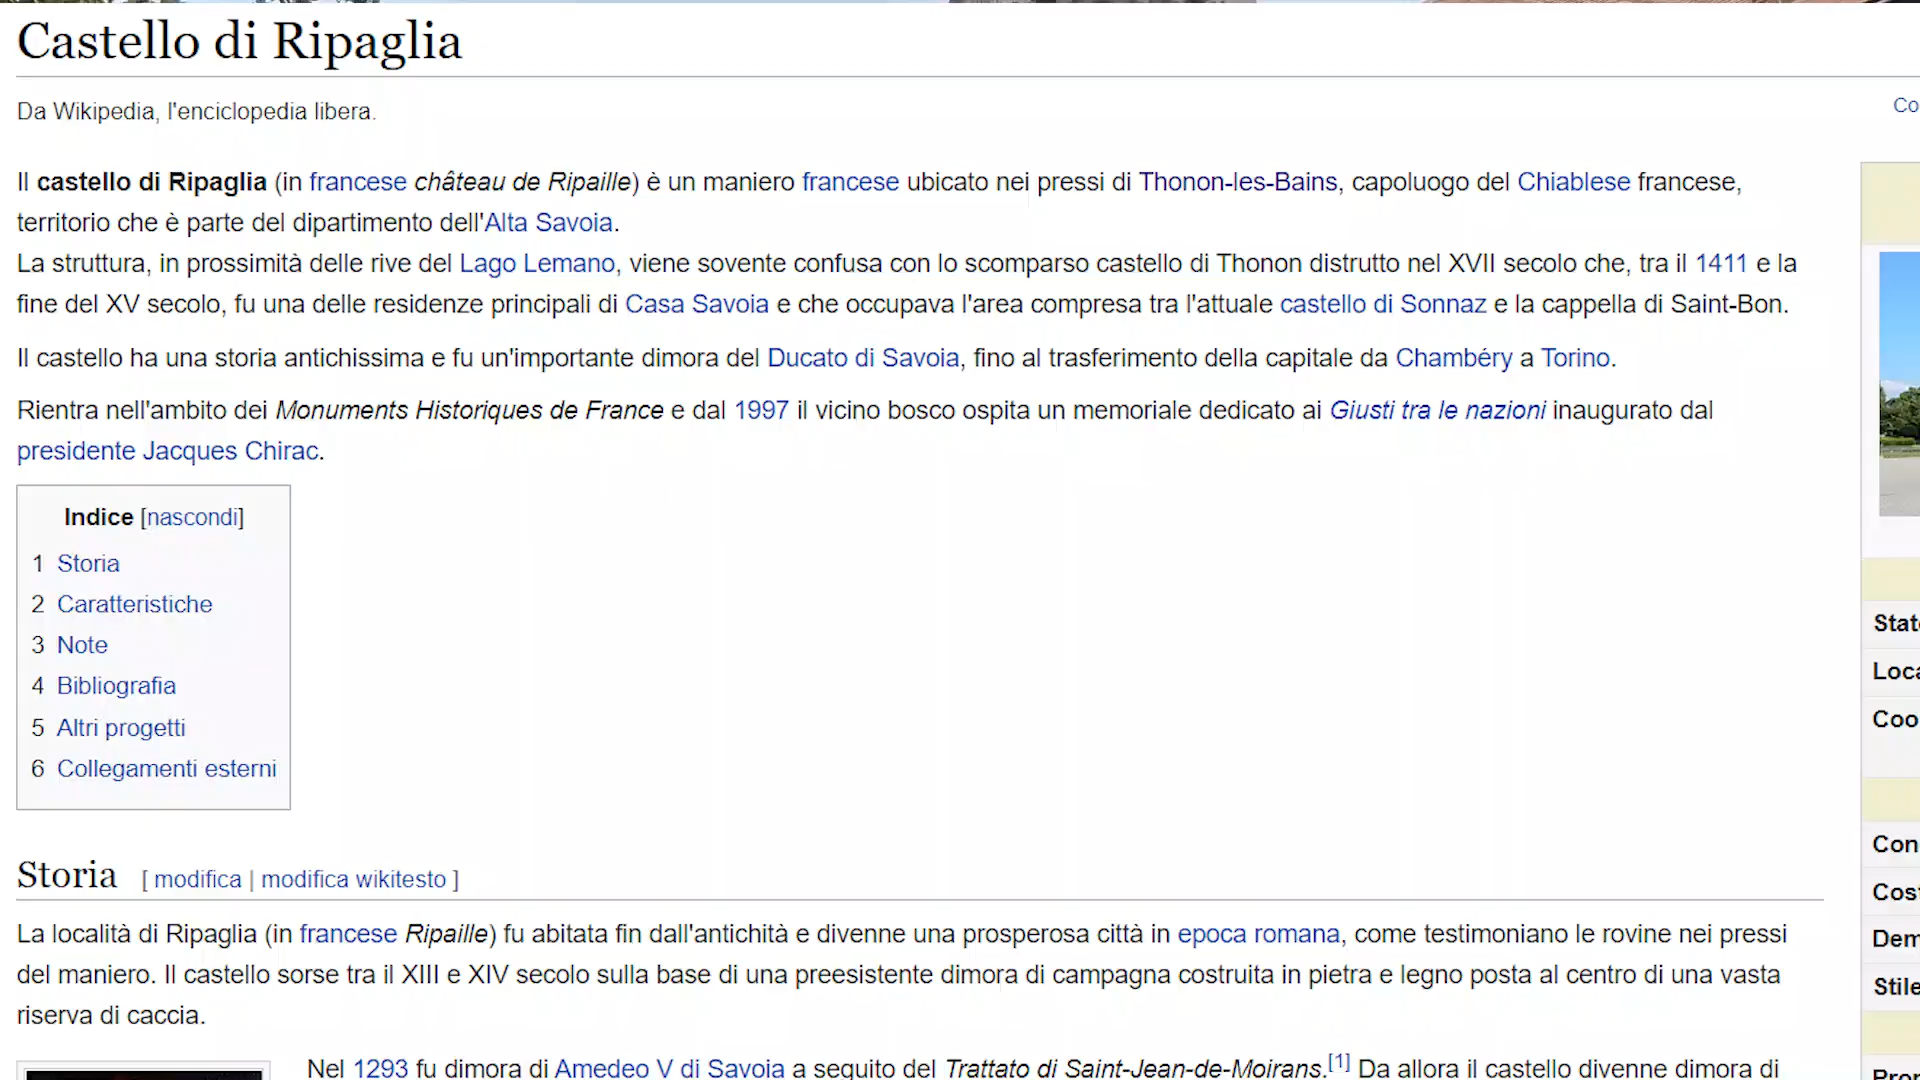 Castello di Ripaglia
Da Wikipedia, l'enciclopedia libera.
Il castello di Ripaglia (in francese château de Ripaille) è un maniero francese ubicato nei pressi di Thonon-les-Bains, capoluogo del Chiablese francese,
territorio che è parte del dipartimento dell'Alta Savoia.
La struttura, in prossimità delle rive del Lago Lemano, viene sovente confusa con lo scomparso castello di Thonon distrutto nel XVII secolo che, tra il 1411 e la
fine del XV secolo, fu una delle residenze principali di Casa Savoia e che occupava l'area compresa tra l'attuale castello di Sonnaz e la cappella di Saint-Bon.
Il castello ha una storia antichissima e fu un'importante dimora del Ducato di Savoia, fino al trasferimento della capitale da Chambéry a Torino.
Rientra nell'ambito dei Monuments Historiques de France e dal 1997 il vicino bosco ospita un memoriale dedicato ai Giusti tra le nazioni inaugurato dal
presidente Jacques Chirac.
Indice [nascondi]
1 Storia
2 Caratteristiche
3 Note
4 Bibliografia
5 Altri progetti
6 Collegamenti esterni
Storia [ modifica | modifica wikitesto ]
La località di Ripaglia (in francese Ripaille) fu abitata fin dall'antichità e divenne una prosperosa città in epoca romana, come testimoniano le rovine nei pressi
del maniero. Il castello sorse tra il XIII e XIV secolo sulla base di una preesistente dimora di campagna costruita in pietra e legno posta al centro di una vasta
riserva di caccia.
Nel 1293 fu dimora di Amedeo V di Savoia a seguito del Trattato di Saint-Jean-de-Moirans.[1] Da allora il castello divenne dimora di
Co
Stat
Loca
Coo
Con
Cos
Dem
Stile